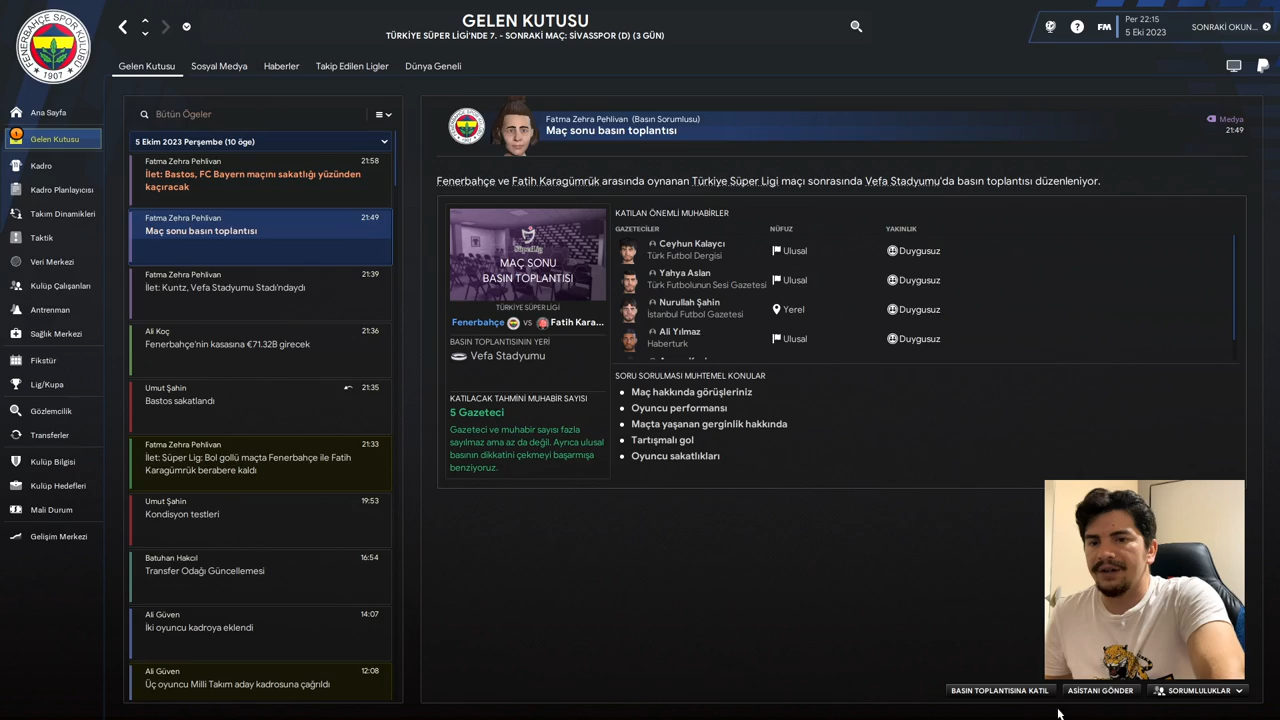 GELEN KUTUSU
TÜRKİYE SÜPER LİGİ'NDE 7. - SONRAKİ MAÇ: SİVASSPOR (D) (3 GÜN)
FM
Per 22:15
5 Eki 2023
SONRAKİ OKUN...
FENERBAHÇE SPOR KULÜBÜ
1907
Gelen Kutusu
Sosyal Medya
Haberler
Takip Edilen Ligler
Dünya Geneli
Ana Sayfa
Gelen Kutusu
Kadro
Kadro Planlayıcısı
Takım Dinamikleri
Taktik
Veri Merkezi
Kulüp Çalışanları
Antrenman
Sağlık Merkezi
Fikstür
Lig/Kupa
Gözlemcilik
Transferler
Kulüp Bilgisi
Kulüp Hedefleri
Mali Durum
Gelişim Merkezi
Bütün Ögeler
5 Ekim 2023 Perşembe (10 öge)
Fatma Zehra Pehlivan 21:58
İlet: Bastos, FC Bayern maçını sakatlığı yüzünden
kaçıracak
Fatma Zehra Pehlivan 21:49
Maç sonu basın toplantısı
Fatma Zehra Pehlivan 21:39
İlet: Kuntz, Vefa Stadyumu Stadı'ndaydı
Ali Koç 21:36
Fenerbahçe'nin kasasına €71.32B girecek
Umut Şahin 21:35
Bastos sakatlandı
Fatma Zehra Pehlivan 21:33
İlet: Süper Lig: Bol gollü maçta Fenerbahçe ile Fatih
Karagümrük berabere kaldı
Umut Şahin 19:53
Kondisyon testleri
Batuhan Hakcıl 16:54
Transfer Odağı Güncellemesi
Ali Güven 14:07
İki oyuncu kadroya eklendi
Ali Güven 12:08
Üç oyuncu Milli Takım aday kadrosuna çağrıldı
Fatma Zehra Pehlivan (Basın Sorumlusu)
Maç sonu basın toplantısı
Medya
21:49
Fenerbahçe ve Fatih Karagümrük arasında oynanan Türkiye Süper Ligi maçı sonrasında Vefa Stadyumu'da basın toplantısı düzenleniyor.
SüperLig
MAÇ SONU
BASIN TOPLANTISI
TÜRKİYE SÜPER LİGİ
Fenerbahçe vs Fatih Kara...
BASIN TOPLANTISININ YERİ
Vefa Stadyumu
KATILACAK TAHMİNİ MUHABİR SAYISI
5 Gazeteci
Gazeteci ve muhabir sayısı fazla
sayılmaz ama az da değil. Ayrıca ulusal
basının dikkatini çekmeyi başarmışa
benziyoruz.
KATILAN ÖNEMLİ MUHABİRLER
GAZETECİLER NÜFUZ YAKINLIK
Ceyhun Kalaycı
Türk Futbol Dergisi
Ulusal Duygusuz
Yahya Aslan
Türk Futbolunun Sesi Gazetesi
Ulusal Duygusuz
Nurullah Şahin
İstanbul Futbol Gazetesi
Yerel Duygusuz
Ali Yılmaz
Haberturk
Ulusal Duygusuz
SORU SORULMASI MUHTEMEL KONULAR
Maç hakkında görüşleriniz
Oyuncu performansı
Maçta yaşanan gerginlik hakkında
Tartışmalı gol
Oyuncu sakatlıkları
BASIN TOPLANTISINA KATIL
ASİSTANI GÖNDER
SORUMLULUKLAR